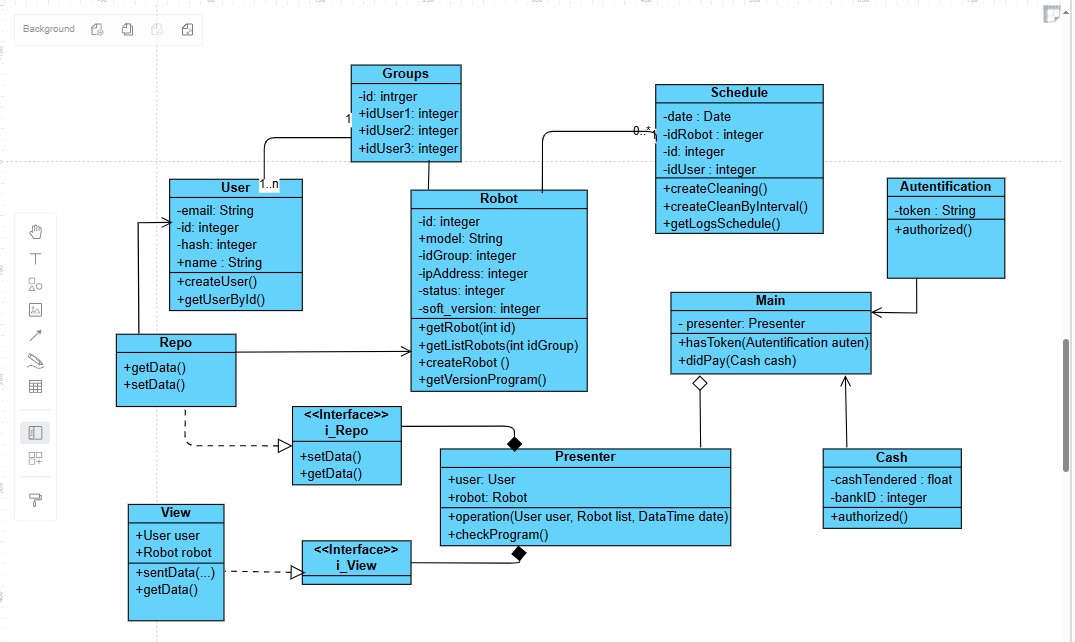 Background
Groups
-id: intrger
+idUser1: integer
+idUser2: integer
+idUser3: integer
1
1..n
User
-email: String
-id: integer
-hash: integer
+name : String
+createUser()
+getUserById()
Schedule
-date : Date
-idRobot : integer
-id: integer
-idUser : integer
+createCleaning()
+createCleanByInterval()
+getLogsSchedule()
0..*
Robot
-id: integer
+model: String
-idGroup: integer
-ipAddress: integer
-status: integer
-soft_version: integer
+getRobot(int id)
+getListRobots(int idGroup)
+createRobot ()
+getVersionProgram()
Autentification
-token : String
+authorized()
Main
- presenter: Presenter
+hasToken(Autentification auten)
+didPay(Cash cash)
Repo
+getData()
+setData()
<<Interface>>
i_Repo
+setData()
+getData()
Presenter
+user: User
+robot: Robot
+operation(User user, Robot list, DataTime date)
+checkProgram()
Cash
-cashTendered : float
-bankID : integer
+authorized()
View
+User user
+Robot robot
+sentData(...)
+getData()
<<Interface>>
i_View